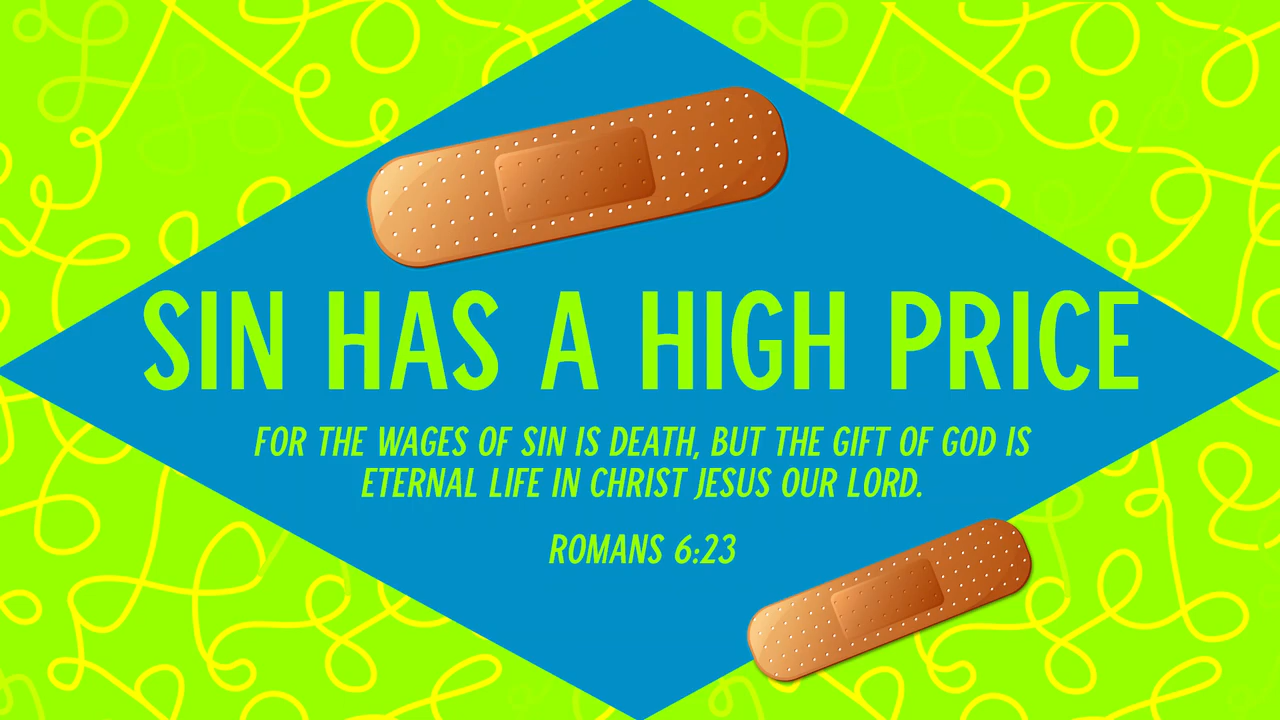 SIN HAS A HIGH PRICE
FOR THE WAGES OF SIN IS DEATH, BUT THE GIFT OF GOD IS
ETERNAL LIFE IN CHRIST JESUS OUR LORD.
ROMANS 6:23